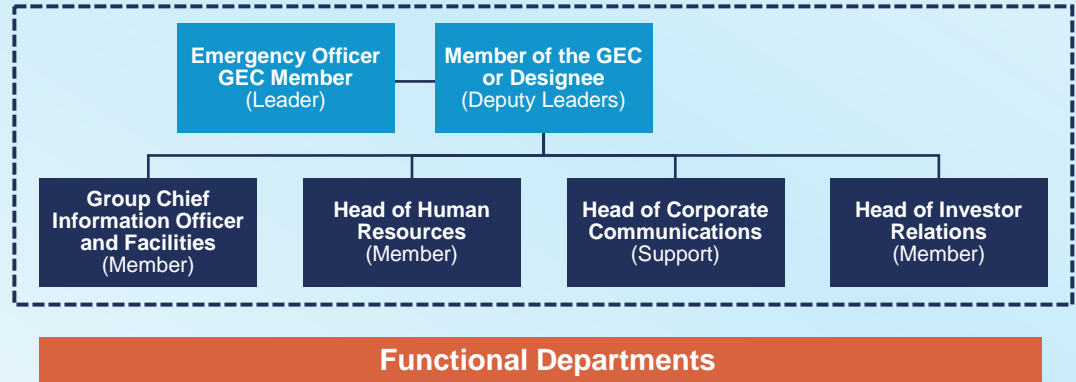 Emergency Officer
GEC Member
(Leader)
Member of the GEC
or Designee
(Deputy Leaders)
Group Chief
Information Officer
and Facilities
(Member)
Head of Human
Resources
(Member)
Head of Corporate
Communications
(Support)
Head of Investor
Relations
(Member)
Functional Departments